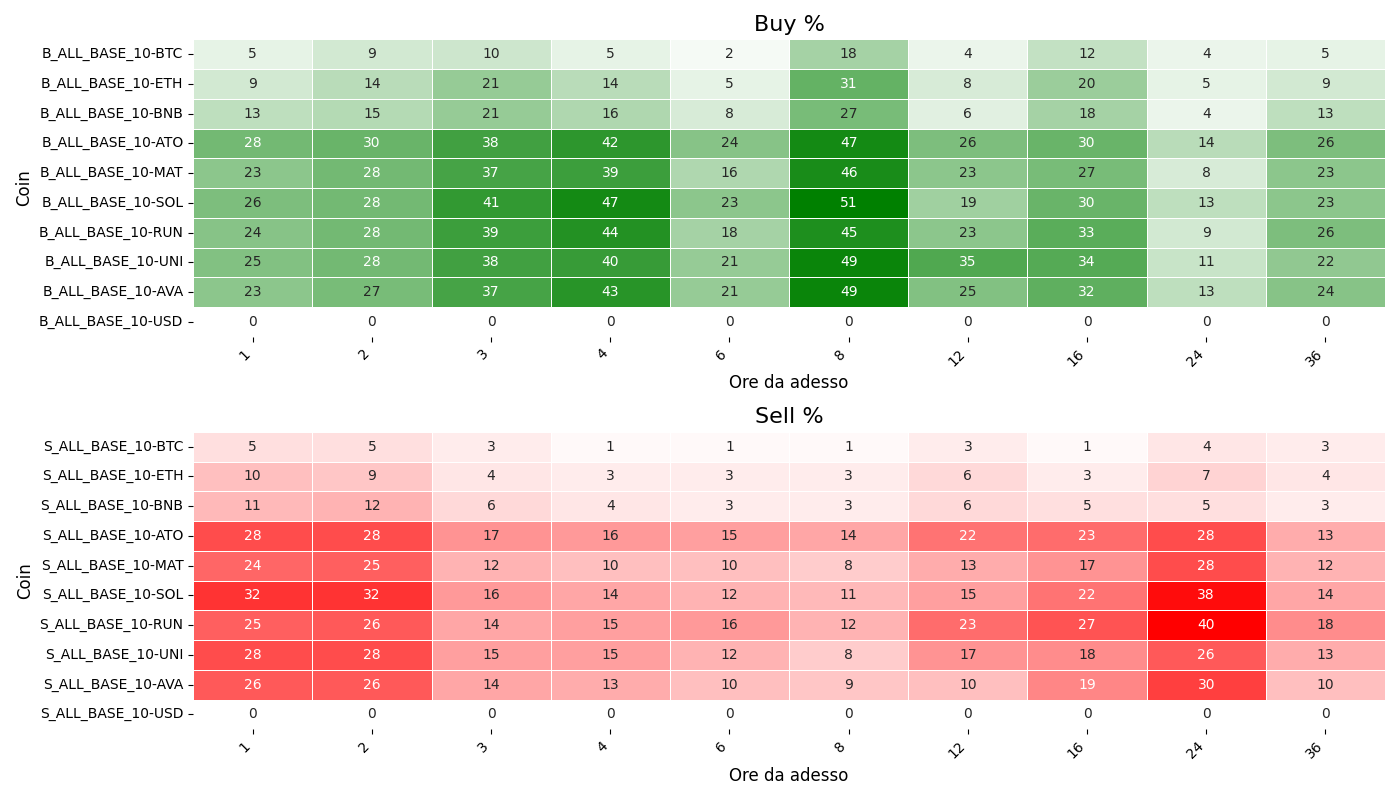 Buy %
Coin
B_ALL_BASE_10-BTC 5 9 10 5 2 18 4 12 4 5
B_ALL_BASE_10-ETH 9 14 21 14 5 31 8 20 5 9
B_ALL_BASE_10-BNB 13 15 21 16 8 27 6 18 4 13
B_ALL_BASE_10-ATO 28 30 38 42 24 47 26 30 14 26
B_ALL_BASE_10-MAT 23 28 37 39 16 46 23 27 8 23
B_ALL_BASE_10-SOL 26 28 41 47 23 51 19 30 13 23
B_ALL_BASE_10-RUN 24 28 39 44 18 45 23 33 9 26
B_ALL_BASE_10-UNI 25 28 38 40 21 49 35 34 11 22
B_ALL_BASE_10-AVA 23 27 37 43 21 49 25 32 13 24
B_ALL_BASE_10-USD 0 0 0 0 0 0 0 0 0 0
1 2 3 4 6 8 12 16 24 36
Ore da adesso
Sell %
Coin
S_ALL_BASE_10-BTC 5 5 3 1 1 1 3 1 4 3
S_ALL_BASE_10-ETH 10 9 4 3 3 3 6 3 7 4
S_ALL_BASE_10-BNB 11 12 6 4 3 3 6 5 5 3
S_ALL_BASE_10-ATO 28 28 17 16 15 14 22 23 28 13
S_ALL_BASE_10-MAT 24 25 12 10 10 8 13 17 28 12
S_ALL_BASE_10-SOL 32 32 16 14 12 11 15 22 38 14
S_ALL_BASE_10-RUN 25 26 14 15 16 12 23 27 40 18
S_ALL_BASE_10-UNI 28 28 15 15 12 8 17 18 26 13
S_ALL_BASE_10-AVA 26 26 14 13 10 9 10 19 30 10
S_ALL_BASE_10-USD 0 0 0 0 0 0 0 0 0 0
1 2 3 4 6 8 12 16 24 36
Ore da adesso